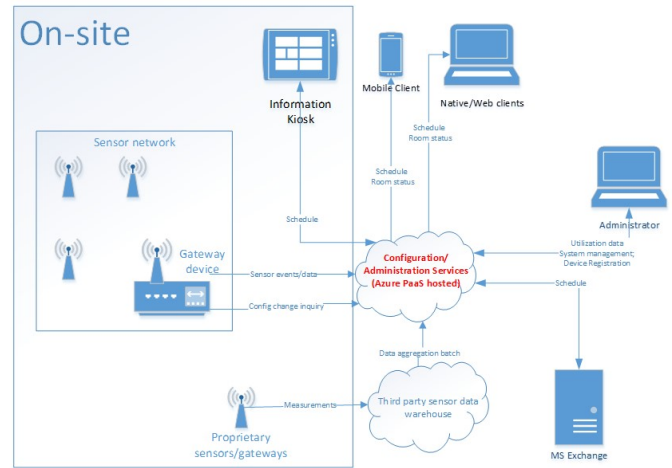 On-site
Information
Kiosk
Mobile Client
Native/Web clients
Sensor network
Schedule
Room status
Schedule
Room status
Schedule
Administrator
Gateway
device
Sensor events/data
Config change inquiry
Configuration/
Administration Services
(Azure PaaS hosted)
Utilization data
System management;
Device Registration
Schedule
Data aggregation batch
Measurements
Third party sensor data
warehouse
Proprietary
sensors/gateways
MS Exchange